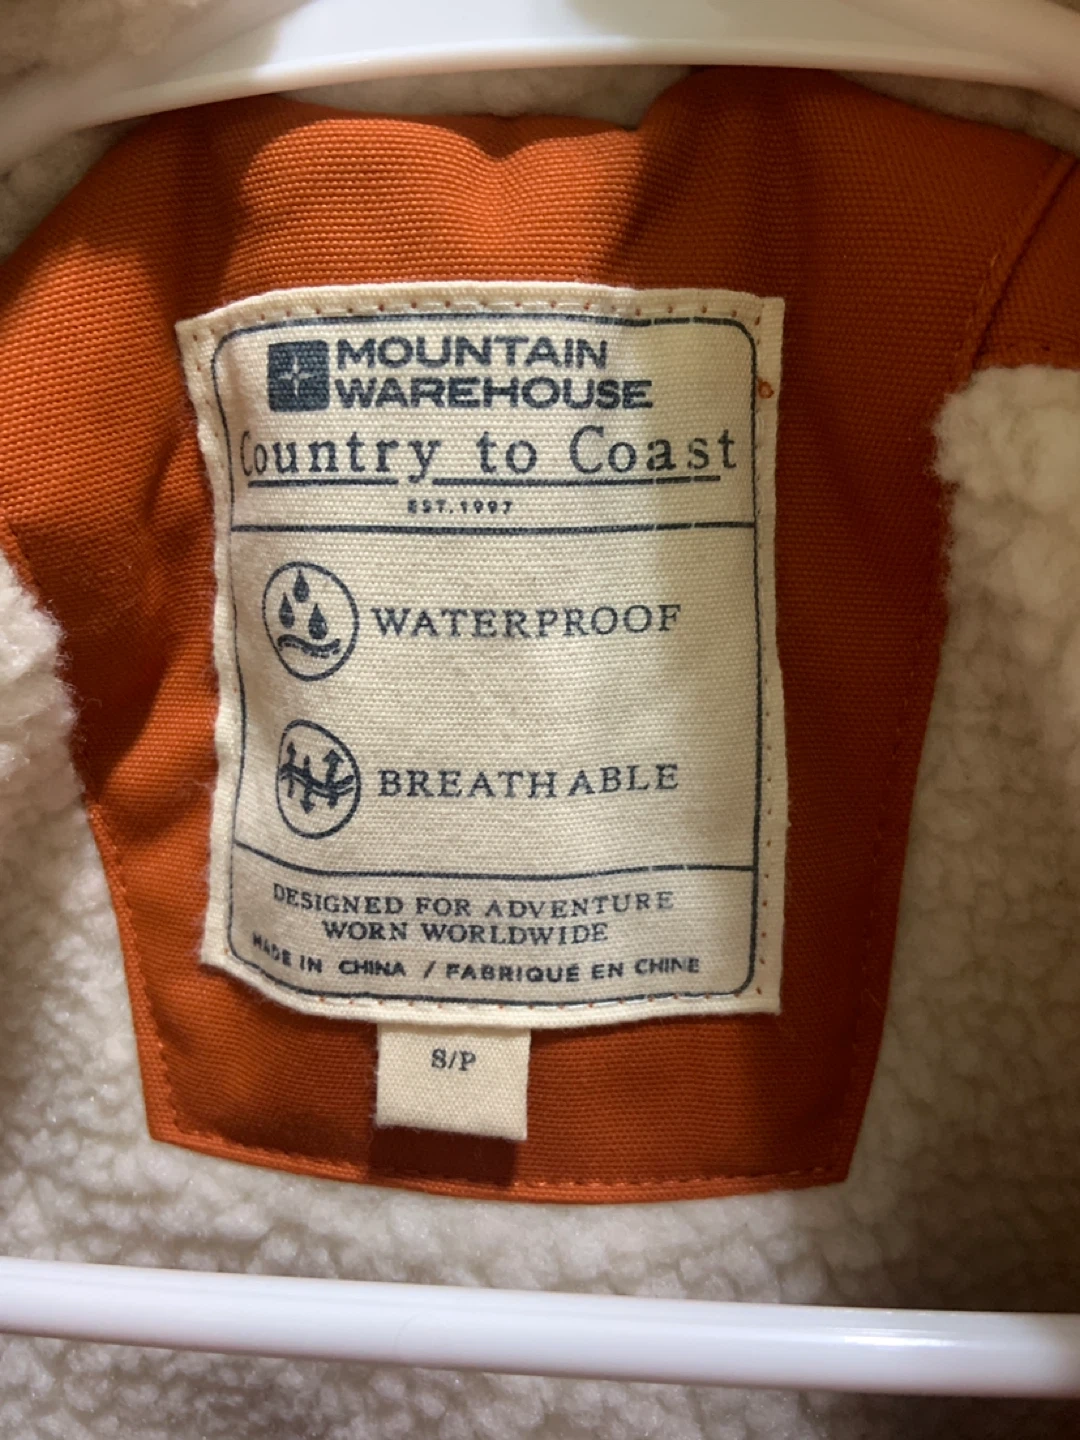 MOUNTAIN
WAREHOUSE
Country to Coast
EST. 1997
WATERPROOF
BREATHABLE
DESIGNED FOR ADVENTURE
WORN WORLDWIDE
MADE IN CHINA / FABRIQUÉ EN CHINE
S/P